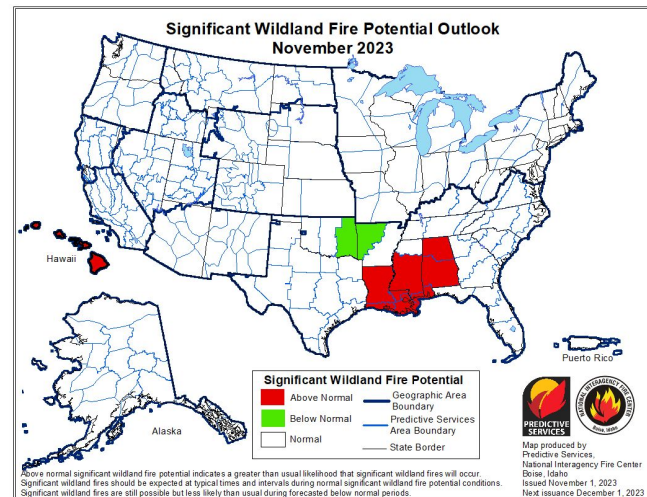 Significant Wildland Fire Potential Outlook
November 2023
Hawaii
Alaska
Puerto Rico
Significant Wildland Fire Potential
Above Normal
Below Normal
Normal
Geographic Area
Boundary
Predictive Services
Area Boundary
State Border
PREDICTIVE
SERVICES
NATIONAL INTERAGENCY FIRE CENTER
Boise, Idaho
Map produced by
Predictive Services,
National Interagency Fire Center
Boise, Idaho
Issued November 1, 2023
Next issuance December 1, 2023
Above normal significant wildland fire potential indicates a greater than usual likelihood that significant wildland fires will occur.
Significant wildland fires should be expected at typical times and intervals during normal significant wildland fire potential conditions.
Significant wildland fires are still possible but less likely than usual during forecasted below normal periods.